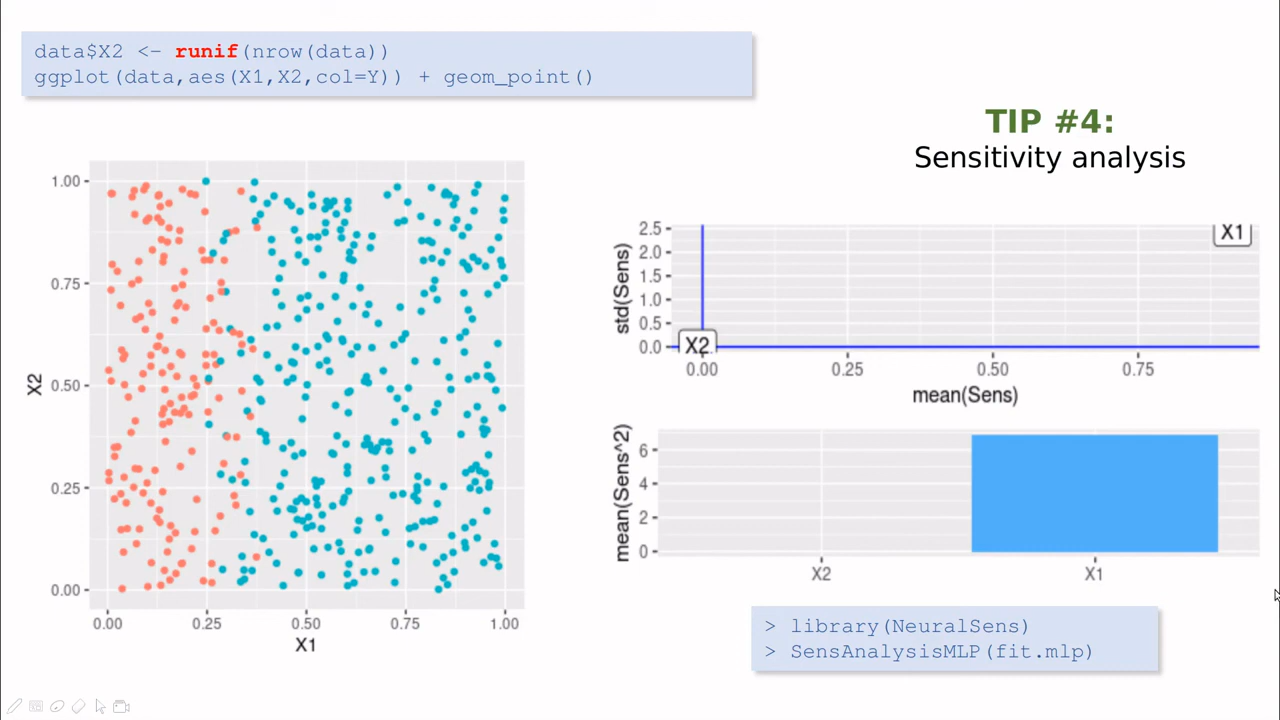 data$X2 <- runif(nrow(data))
ggplot(data,aes(X1,X2,col=Y)) + geom_point()
TIP #4:
Sensitivity analysis
1.00
0.75
0.50
0.25
0.00
X2
0.00 0.25 0.50 0.75 1.00
X1
2.5
2.0
1.5
1.0
0.5
0.0
std(Sens)
X1
X2
0.00 0.25 0.50 0.75
mean(Sens)
6
4
2
0
mean(Sens^2)
X2 X1
> library(NeuralSens)
> SensAnalysisMLP(fit.mlp)